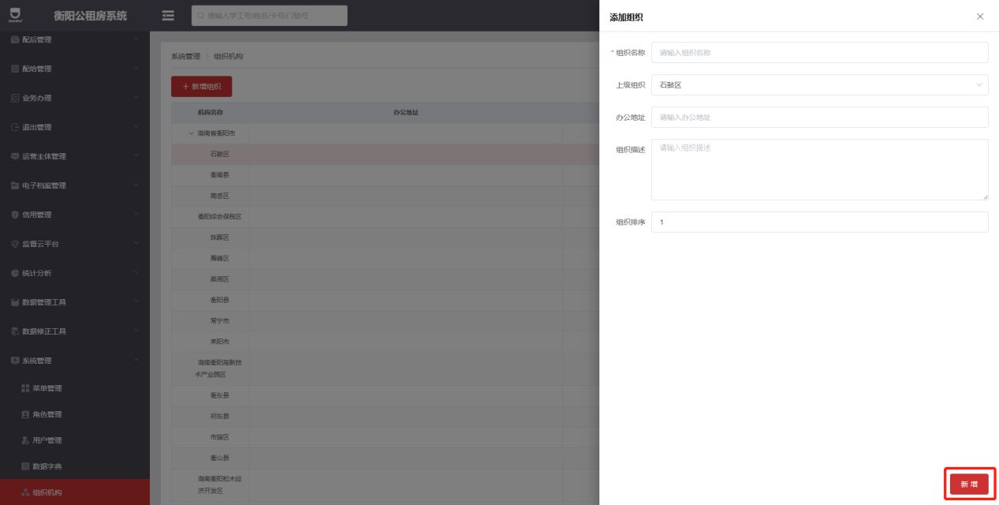 衡阳公租房系统
请输入学工号/姓名/卡号/门锁号
配后管理
配给管理
业务办理
退出管理
运营主体管理
电子档案管理
信用管理
监督云平台
统计分析
数据管理工具
数据修正工具
系统管理
菜单管理
角色管理
用户管理
数据字典
组织机构
系统管理 > 组织机构
+ 新增组织
机构名称 办公地址
湖南省衡阳市
石鼓区
衡南县
南岳区
衡阳综合保税区
珠晖区
雁峰区
蒸湘区
衡阳县
常宁市
耒阳市
湖南衡阳高新技
术产业园区
衡东县
祁东县
市辖区
衡山县
湖南衡阳松木经
济开发区
添加组织
* 组织名称 请输入组织名称
上级组织 石鼓区
办公地址 请输入办公地址
组织描述 请输入组织描述
组织排序 1
新 增